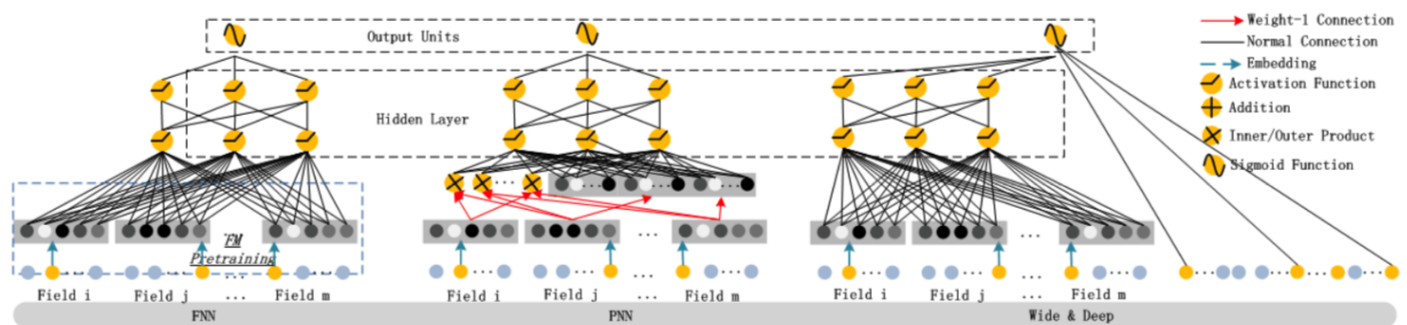 Output Units
Hidden Layer
Weight-1 Connection
Normal Connection
Embedding
Activation Function
Addition
Inner/Outer Product
Sigmoid Function
FM
Pretraining
...
...
Field i Field j ... Field m
Field i Field j ... Field m
Field i Field j ... Field m
FNN PNN Wide & Deep